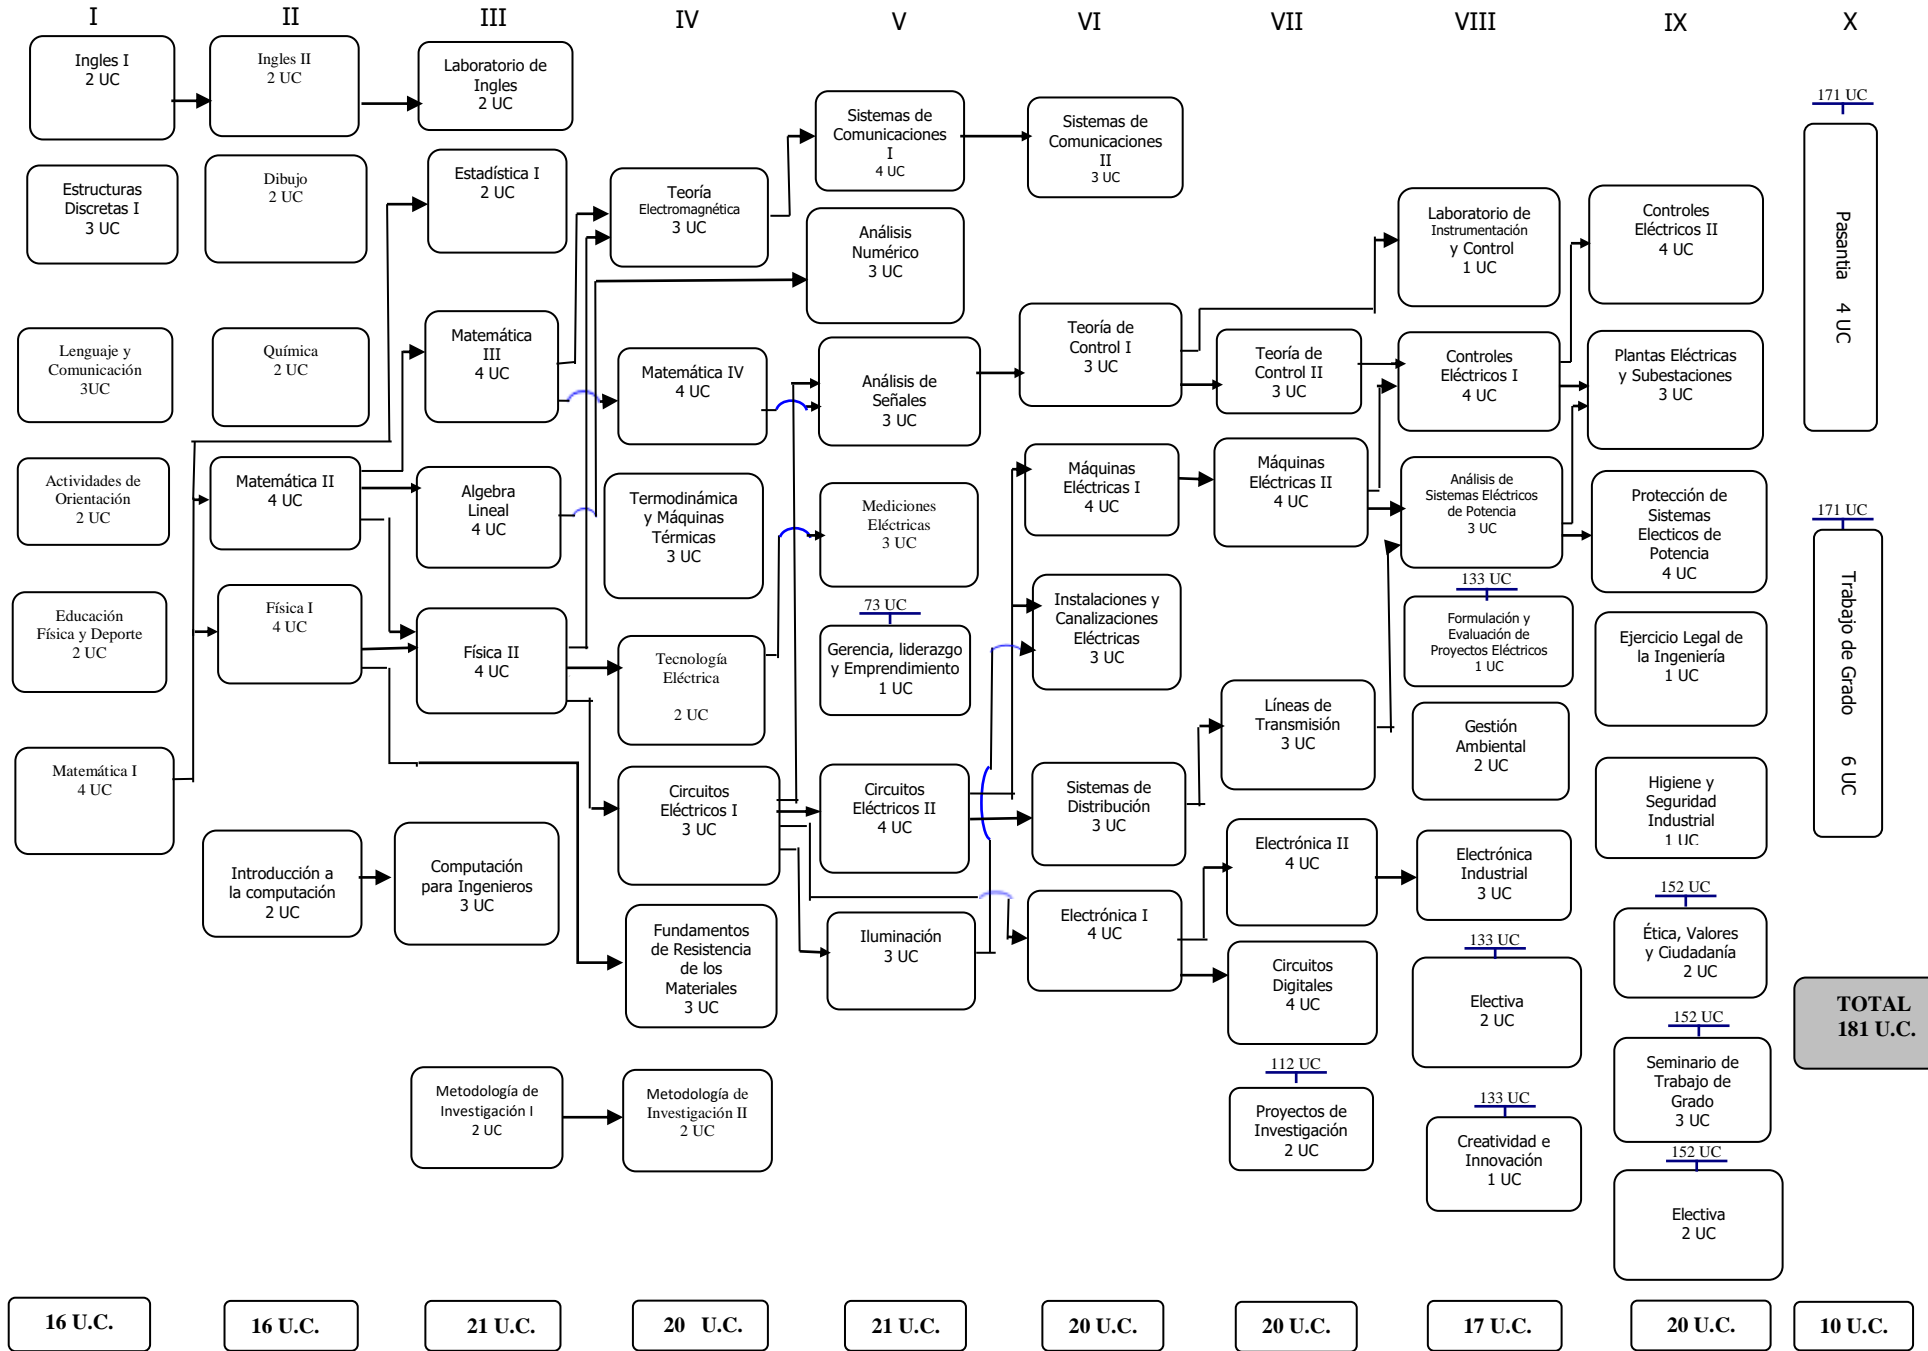 I
II
III
IV
V
VI
VII
VIII
IX
X
Ingles I
2 UC
Estructuras
Discretas I
3 UC
Lenguaje y
Comunicación
3UC
Actividades de
Orientación
2 UC
Educación
Física y Deporte
2 UC
Matemática I
4 UC
16 U.C.
Ingles II
2 UC
Dibujo
2 UC
Química
2 UC
Matemática II
4 UC
Física I
4 UC
Introducción a
la computación
2 UC
16 U.C.
Laboratorio de
Ingles
2 UC
Estadística I
2 UC
Matemática
III
4 UC
Algebra
Lineal
4 UC
Física II
4 UC
Computación
para Ingenieros
3 UC
Metodología de
Investigación I
2 UC
21 U.C.
Teoría
Electromagnética
3 UC
Matemática IV
4 UC
Termodinámica
y Máquinas
Térmicas
3 UC
Tecnología
Eléctrica
2 UC
Circuitos
Eléctricos I
3 UC
Fundamentos
de Resistencia
de los
Materiales
3 UC
Metodología de
Investigación II
2 UC
20 U.C.
Sistemas de
Comunicaciones
I
4 UC
Análisis
Numérico
3 UC
Análisis de
Señales
3 UC
Mediciones
Eléctricas
3 UC
73 UC
Gerencia, liderazgo
y Emprendimiento
1 UC
Circuitos
Eléctricos II
4 UC
Iluminación
3 UC
21 U.C.
Sistemas de
Comunicaciones
II
3 UC
Teoría de
Control I
3 UC
Máquinas
Eléctricas I
4 UC
Instalaciones y
Canalizaciones
Eléctricas
3 UC
Sistemas de
Distribución
3 UC
Electrónica I
4 UC
20 U.C.
Teoría de
Control II
3 UC
Máquinas
Eléctricas II
4 UC
Líneas de
Transmisión
3 UC
Electrónica II
4 UC
Circuitos
Digitales
4 UC
112 UC
Proyectos de
Investigación
2 UC
20 U.C.
Laboratorio de
Instrumentación
y Control
1 UC
Controles
Eléctricos I
4 UC
Análisis de
Sistemas Eléctricos
de Potencia
3 UC
133 UC
Formulación y
Evaluación de
Proyectos Eléctricos
1 UC
Gestión
Ambiental
2 UC
Electrónica
Industrial
3 UC
133 UC
Electiva
2 UC
133 UC
Creatividad e
Innovación
1 UC
17 U.C.
Controles
Eléctricos II
4 UC
Plantas Eléctricas
y Subestaciones
3 UC
Protección de
Sistemas
Electicos de
Potencia
4 UC
Ejercicio Legal de
la Ingeniería
1 UC
Higiene y
Seguridad
Industrial
1 UC
152 UC
Ética, Valores
y Ciudadanía
2 UC
152 UC
Seminario de
Trabajo de
Grado
3 UC
152 UC
Electiva
2 UC
20 U.C.
171 UC
Pasantia 4 UC
171 UC
Trabajo de Grado 6 UC
TOTAL
181 U.C.
10 U.C.